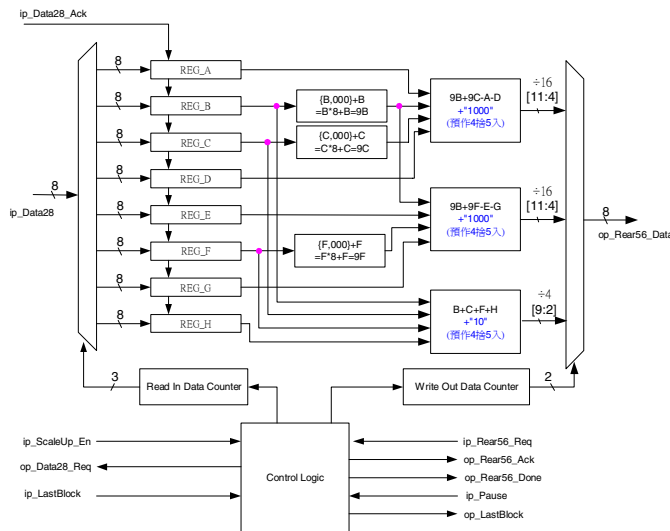 ip_Data28_Ack
8
REG_A
8
REG_B
8
REG_C
8
REG_D
8
REG_E
8
REG_F
8
REG_G
8
REG_H
8
ip_Data28
{B,000}+B
=B*8+B=9B
{C,000}+C
=C*8+C=9C
{F,000}+F
=F*8+F=9F
9B+9C-A-D
+"1000"
(預作4捨5入)
÷16
[11:4]
9B+9F-E-G
+"1000"
(預作4捨5入)
÷16
[11:4]
B+C+F+H
+"10"
(預作4捨5入)
÷4
[9:2]
8
op_Rear56_Data
3
Read In Data Counter
Write Out Data Counter
2
ip_ScaleUp_En
op_Data28_Req
ip_LastBlock
Control Logic
ip_Rear56_Req
op_Rear56_Ack
op_Rear56_Done
ip_Pause
op_LastBlock